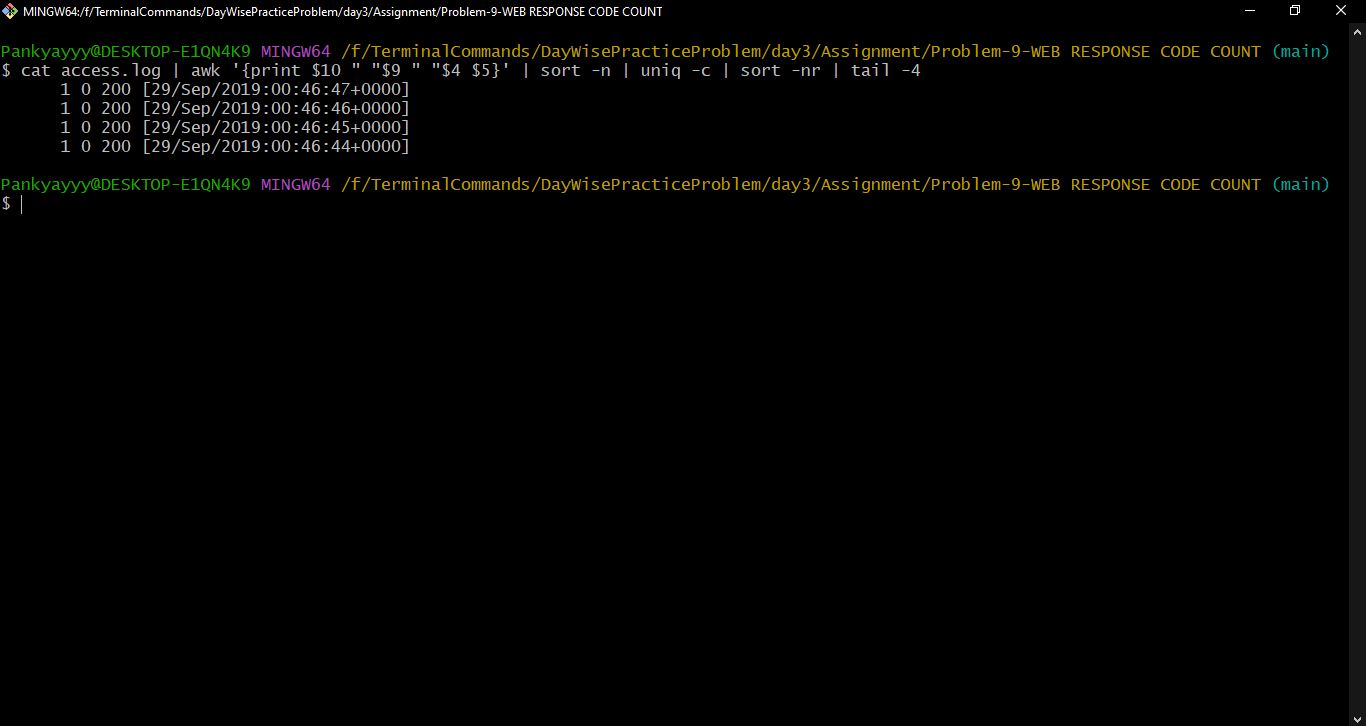 MINGW64:/f/TerminalCommands/DayWisePracticeProblem/day3/Assignment/Problem-9-WEB RESPONSE CODE COUNT
Pankyayyy@DESKTOP-E1QN4K9 MINGW64 /f/TerminalCommands/DayWisePracticeProblem/day3/Assignment/Problem-9-WEB RESPONSE CODE COUNT (main)
$ cat access.log | awk '{print $10 " "$9 " "$4 $5}' | sort -n | uniq -c | sort -nr | tail -4
1 0 200 [29/Sep/2019:00:46:47+0000]
1 0 200 [29/Sep/2019:00:46:46+0000]
1 0 200 [29/Sep/2019:00:46:45+0000]
1 0 200 [29/Sep/2019:00:46:44+0000]
Pankyayyy@DESKTOP-E1QN4K9 MINGW64 /f/TerminalCommands/DayWisePracticeProblem/day3/Assignment/Problem-9-WEB RESPONSE CODE COUNT (main)
$